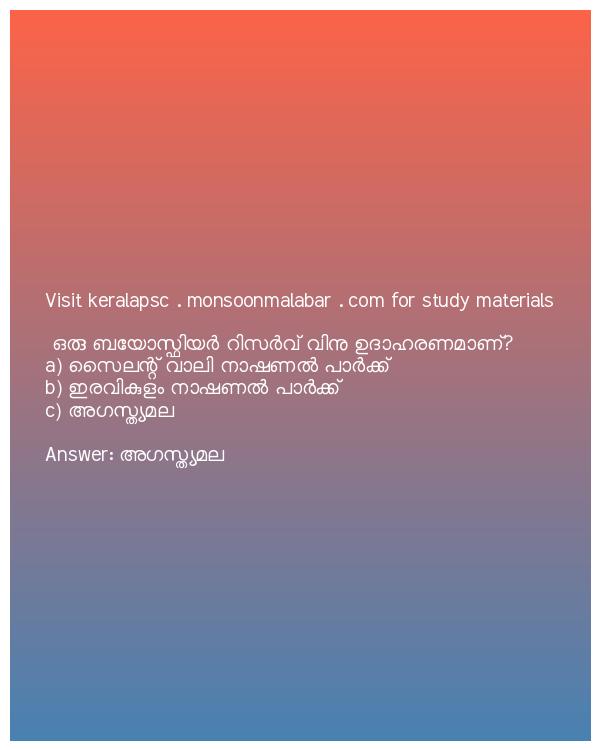 Visit keralapsc . monsoonmalabar . com for study materials
ഒരു ബയോസ്ഫിയർ റിസർവ് വിനു ഉദാഹരണമാണ്?
a) സൈലന്റ് വാലി നാഷണൽ പാർക്ക്
b) ഇരവികുളം നാഷണൽ പാർക്ക്
c) അഗസ്ത്യമല
Answer: അഗസ്ത്യമല